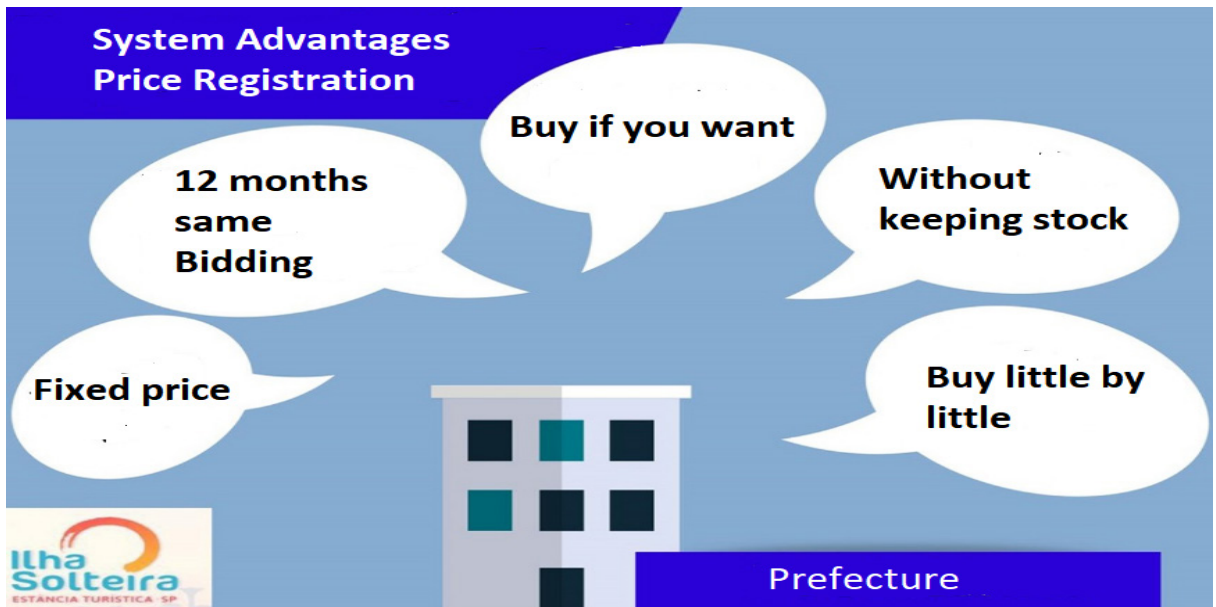 System Advantages
Price Registration
Buy if you want
12 months
same
Bidding
Without
keeping stock
Fixed price
Buy little by
little
Ilha
Solteira
ESTÂNCIA TURÍSTICA SP
Prefecture